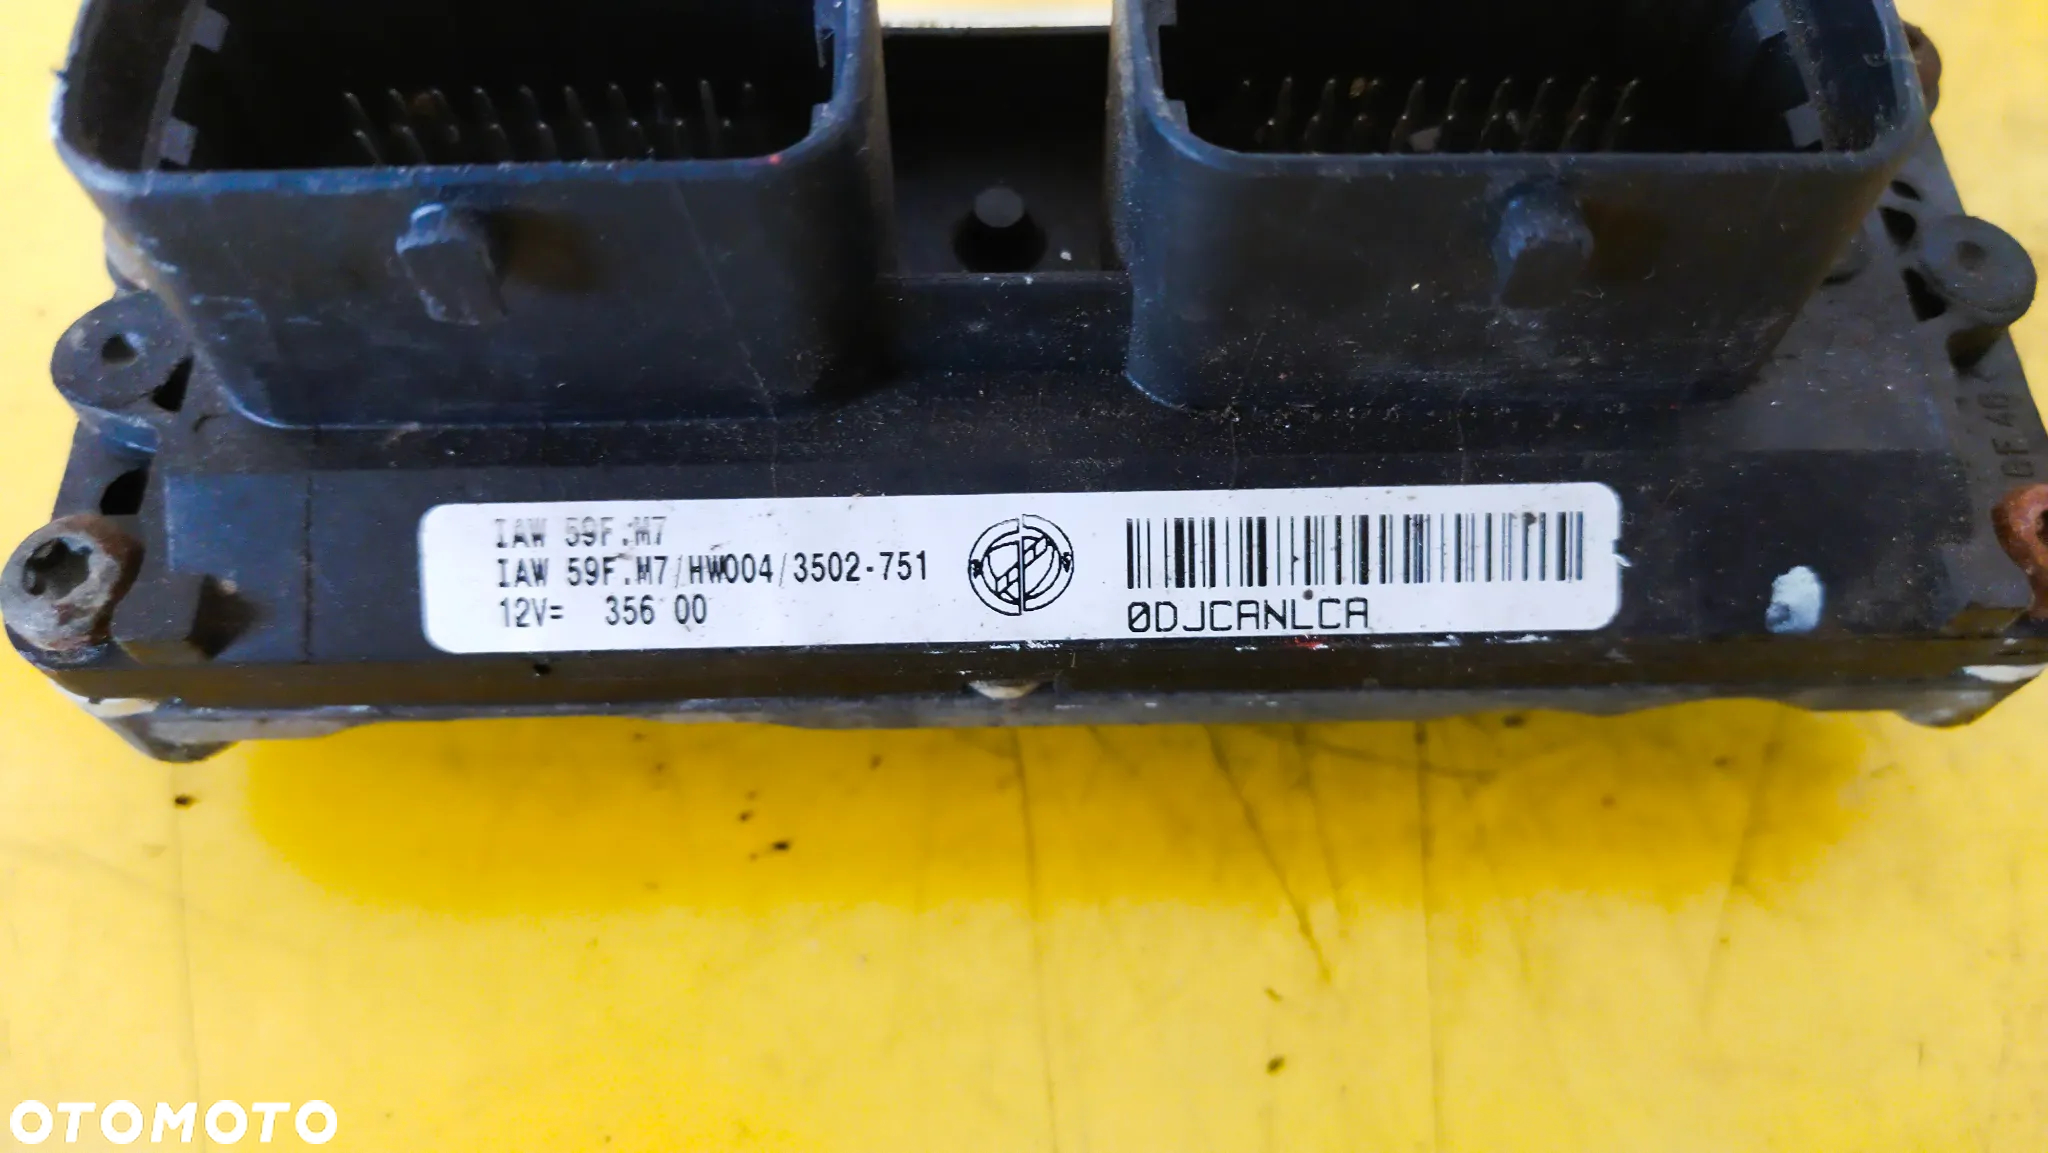 IAW 59F.M7
IAW 59F.M7/HW004/3502-751
12V= 356 00
0DJCANLCA
OTOMOTO